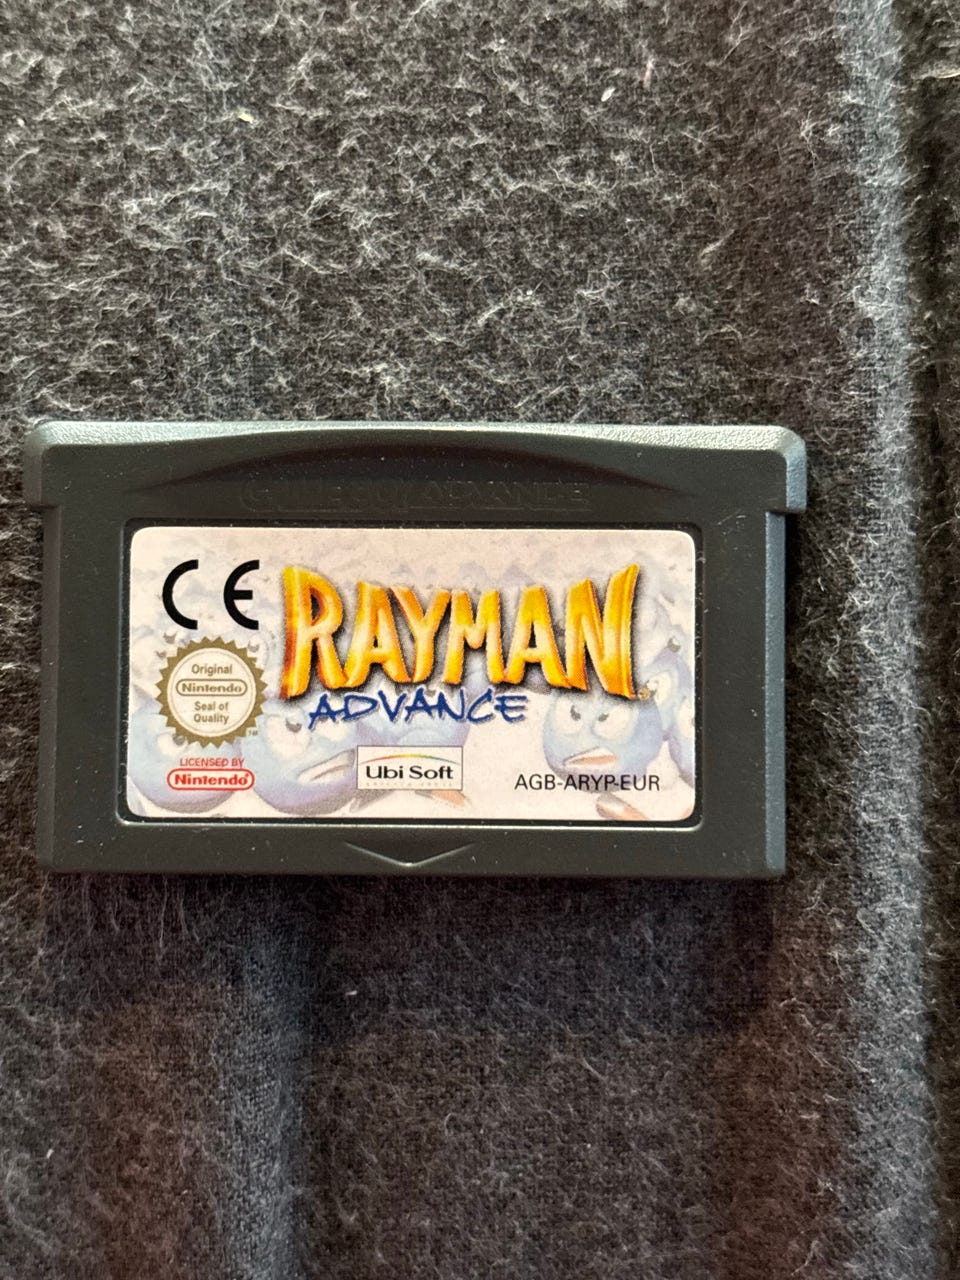 GAME BOY ADVANCE
CE
RAYMAN
ADVANCE
Original
Nintendo
Seal of
Quality
TM
LICENSED BY
Nintendo®
Ubi Soft
AGB-ARYP-EUR